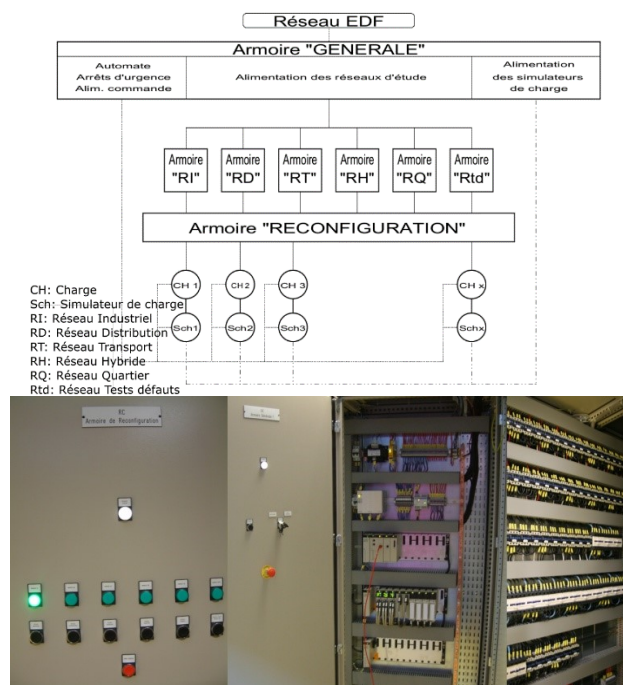 Réseau EDF
Armoire "GENERALE"
Automate
Arrêts d'urgence
Alim. commande
Alimentation des réseaux d'étude
Alimentation
des simulateurs
de charge
Armoire "RI"
Armoire "RD"
Armoire "RT"
Armoire "RH"
Armoire "RQ"
Armoire "Rtd"
Armoire "RECONFIGURATION"
CH 1
CH 2
CH 3
CH x
Sch1
Sch2
Sch3
Schx
CH: Charge
Sch: Simulateur de charge
RI: Réseau Industriel
RD: Réseau Distribution
RT: Réseau Transport
RH: Réseau Hybride
RQ: Réseau Quartier
Rtd: Réseau Tests défauts
RC
Armoire de Reconfiguration